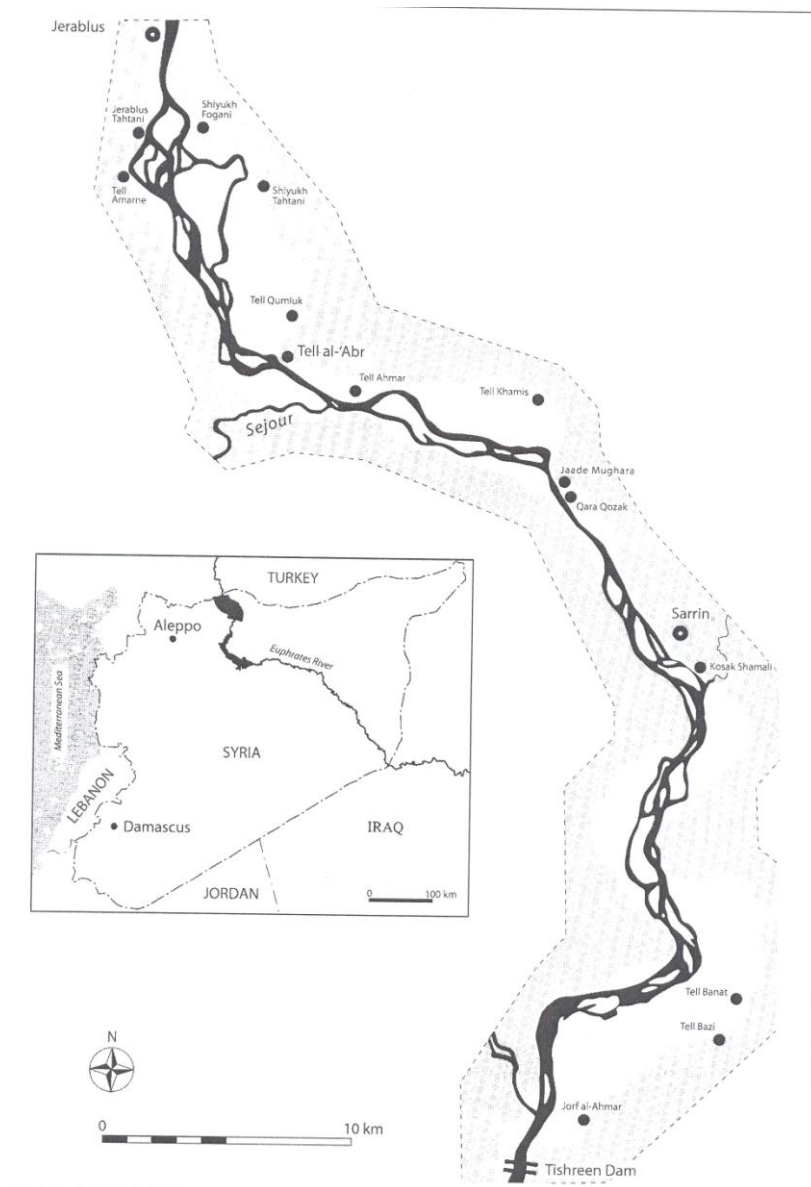 Jerablus
Jerablus
Tahtani
Shiyukh
Fogani
Tell
Amarne
Shiyukh
Tahtani
Tell Qumluk
Tell al-‘Abr
Tell Ahmar
Tell Khamis
Sejour
Jaade Mughara
Qara Qozak
Sarrin
Kosak Shamali
TURKEY
Aleppo
Euphrates River
Mediterranean Sea
SYRIA
LEBANON
Damascus
IRAQ
JORDAN
0 100 km
Tell Banat
Tell Bazi
N
Jorf al-Ahmar
0 10 km
Tishreen Dam